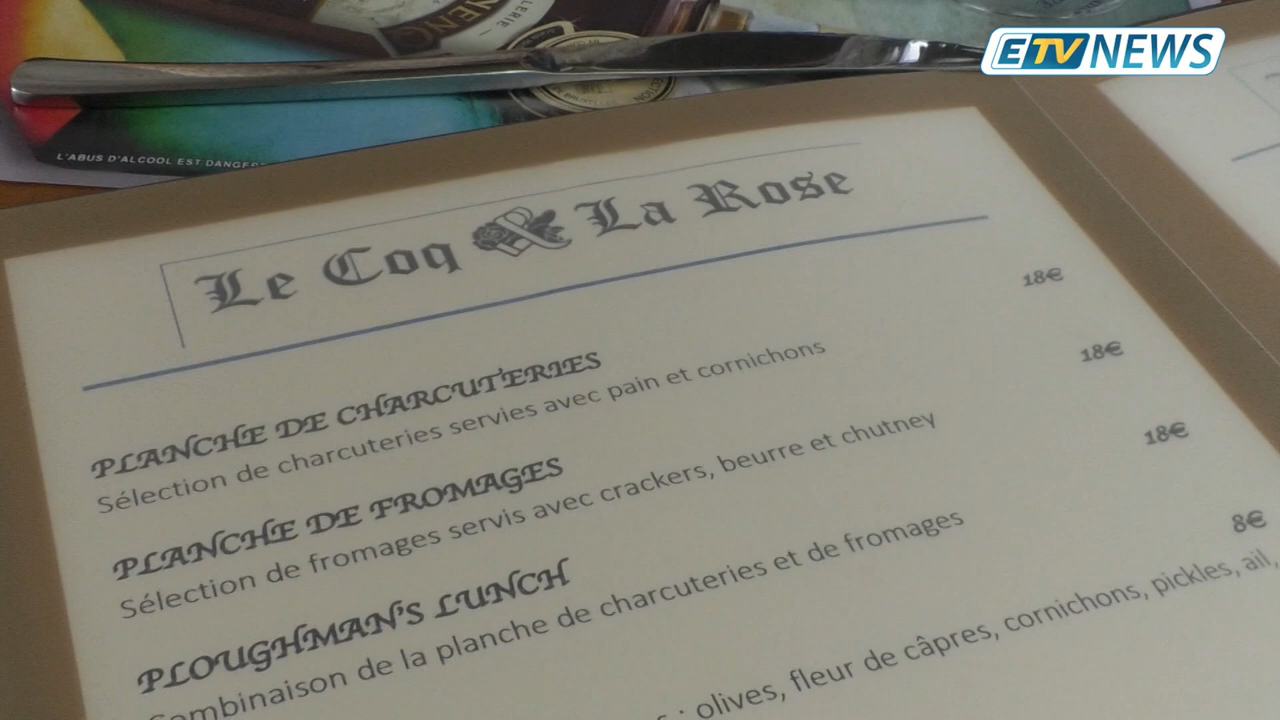 ETV NEWS
L'ABUS D'ALCOOL EST
Le Coq & La Rose
PLANCHE DE CHARCUTERIES 18€
Sélection de charcuteries servies avec pain et cornichons
PLANCHE DE FROMAGES 18€
Sélection de fromages servis avec crackers, beurre et chutney
PLOUGHMAN'S LUNCH 18€
Combinaison de la planche de charcuteries et de fromages
8€
: olives, fleur de câpres, cornichons, pickles, ail,